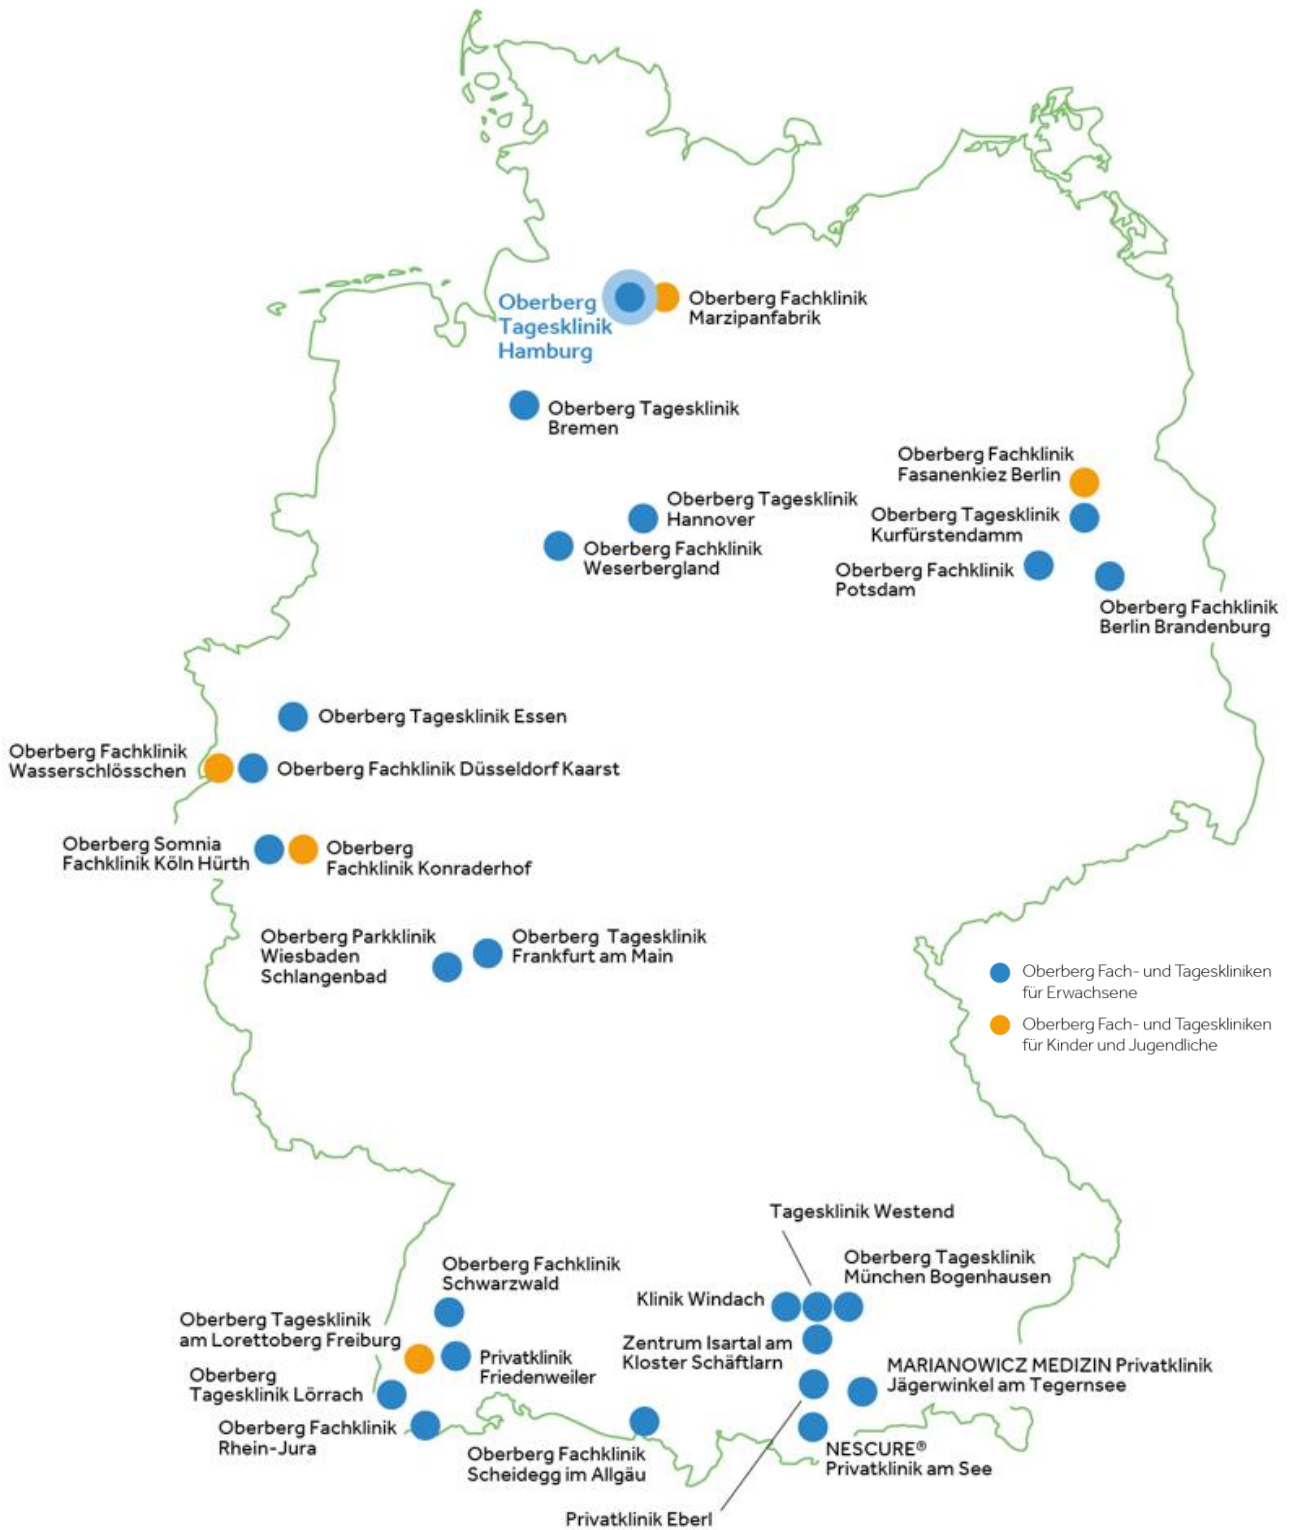 Oberberg
Tagesklinik
Hamburg
Oberberg Fachklinik
Marzipanfabrik
Oberberg Tagesklinik
Bremen
Oberberg Fachklinik
Fasanenkiez Berlin
Oberberg Tagesklinik
Hannover
Oberberg Tagesklinik
Kurfürstendamm
Oberberg Fachklinik
Weserbergland
Oberberg Fachklinik
Potsdam
Oberberg Fachklinik
Berlin Brandenburg
Oberberg Tagesklinik Essen
Oberberg Fachklinik
Wasserschlösschen
Oberberg Fachklinik Düsseldorf Kaarst
Oberberg Somnia
Fachklinik Köln Hürth
Oberberg
Fachklinik Konraderhof
Oberberg Parkklinik
Wiesbaden
Schlangenbad
Oberberg Tagesklinik
Frankfurt am Main
Oberberg Fach- und Tageskliniken
für Erwachsene
Oberberg Fach- und Tageskliniken
für Kinder und Jugendliche
Tagesklinik Westend
Oberberg Tagesklinik
München Bogenhausen
Oberberg Fachklinik
Schwarzwald
Klinik Windach
Oberberg Tagesklinik
am Lorettoberg Freiburg
Zentrum Isartal am
Kloster Schäftlarn
Privatklinik
Friedenweiler
MARIANOWICZ MEDIZIN Privatklinik
Jägerwinkel am Tegernsee
Oberberg
Tagesklinik Lörrach
Oberberg Fachklinik
Rhein-Jura
Oberberg Fachklinik
Scheidegg im Allgäu
NESCURE®
Privatklinik am See
Privatklinik Eberl